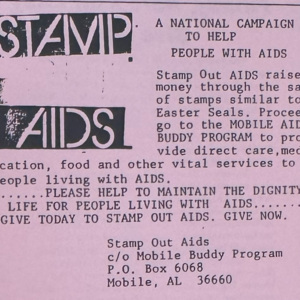 STAMP
AIDS
A NATIONAL CAMPAIGN
TO HELP
PEOPLE WITH AIDS
Stamp Out AIDS raise
money through the sa
of stamps similar to
Easter Seals. Procee
go to the MOBILE AID
BUDDY PROGRAM to pro
vide direct care,med
cation, food and other vital services to
eople living with AIDS.
......PLEASE HELP TO MAINTAIN THE DIGNITY
LIFE FOR PEOPLE LIVING WITH AIDS.......
GIVE TODAY TO STAMP OUT AIDS. GIVE NOW.
Stamp Out Aids
c/o Mobile Buddy Program
P.O. Box 6068
Mobile, AL 36660